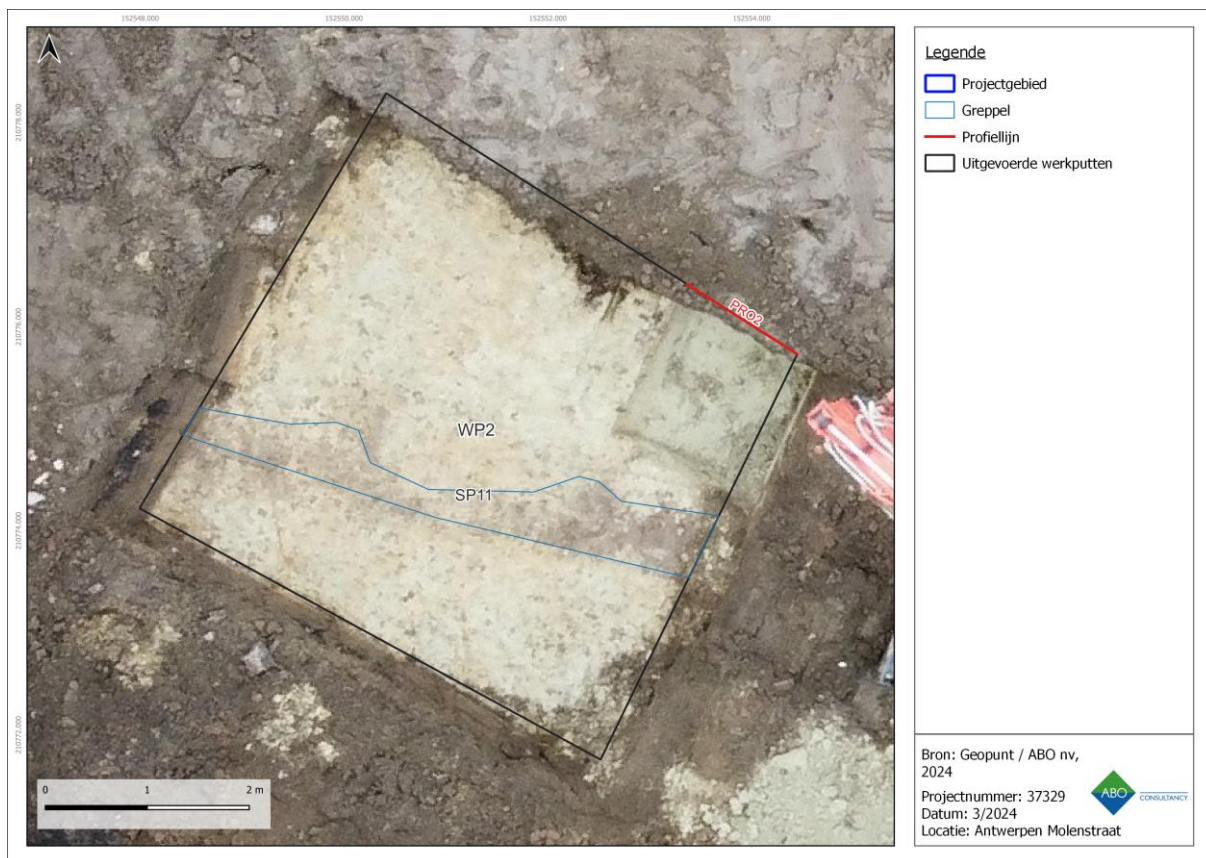 152548.000 152550.000 152552.000 152554.000
210778.000
210776.000
210774.000
210772.000
PRO2
WP2
SP11
0 1 2 m
Legende
Projectgebied
Greppel
Profiellijn
Uitgevoerde werkputten
Bron: Geopunt / ABO nv,
2024
Projectnummer: 37329
Datum: 3/2024
Locatie: Antwerpen Molenstraat
ABO
CONSULTANCY